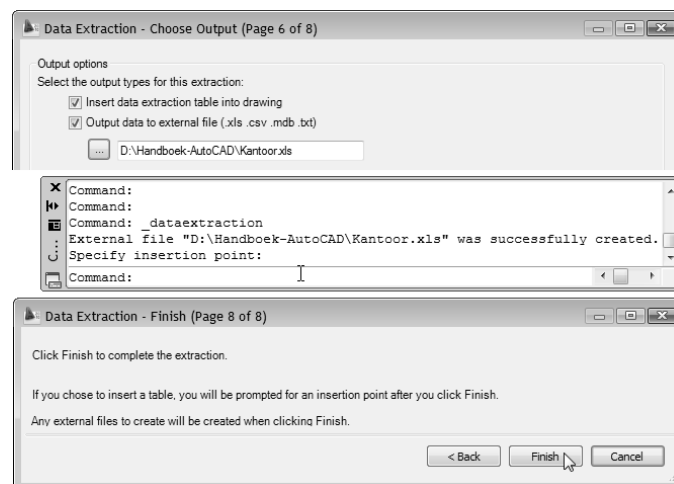 Data Extraction - Choose Output (Page 6 of 8)
Output options
Select the output types for this extraction:
Insert data extraction table into drawing
Output data to external file (.xls .csv .mdb .txt)
... D:\Handboek-AutoCAD\Kantoor.xls
Command:
Command:
Command: _dataextraction
External file "D:\Handboek-AutoCAD\Kantoor.xls" was successfully created.
Specify insertion point:
Command:
Data Extraction - Finish (Page 8 of 8)
Click Finish to complete the extraction.
If you chose to insert a table, you will be prompted for an insertion point after you click Finish.
Any external files to create will be created when clicking Finish.
< Back Finish Cancel